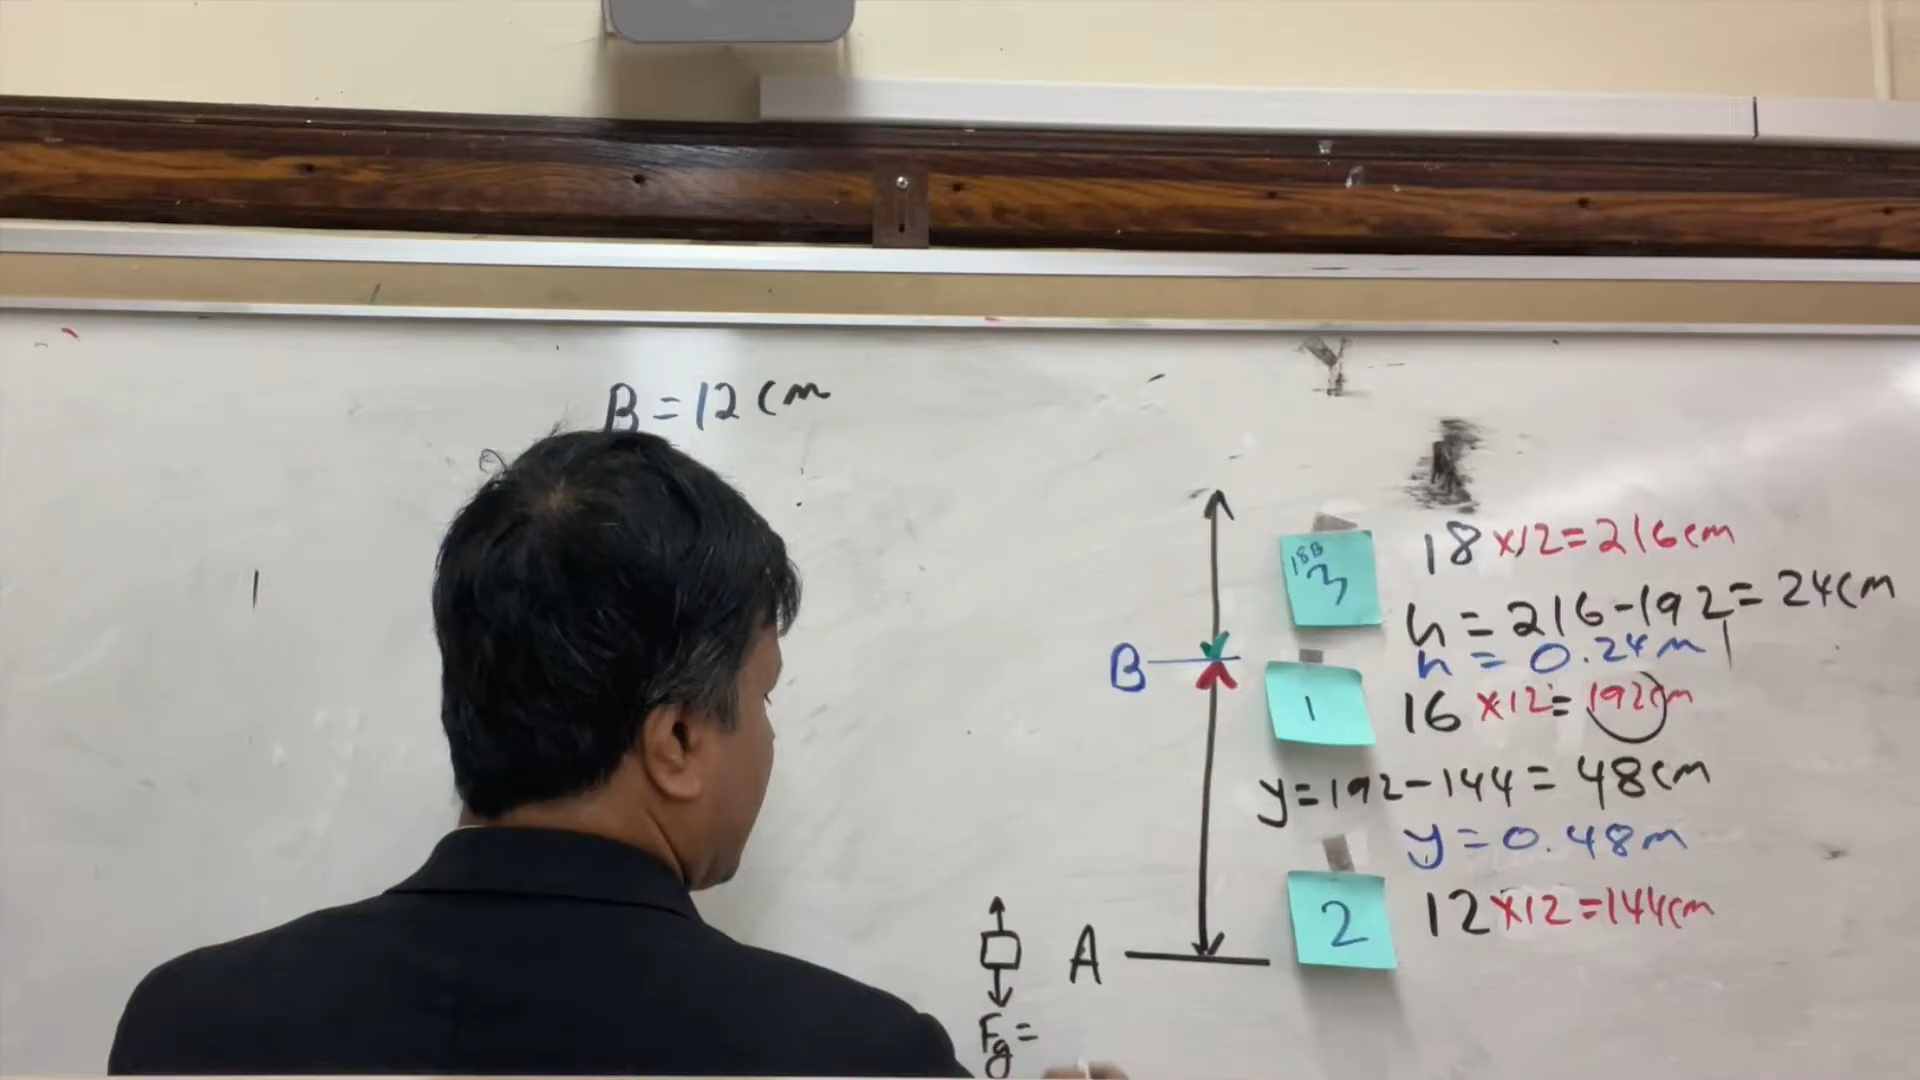 B = 12 cm
18B
3
18 x12 = 216cm
h = 216 - 192 = 24cm
h = 0.24m
B
1
16 x12 = 192cm
y = 192 - 144 = 48cm
y = 0.48m
2
12 x12 = 144cm
A
Fg =